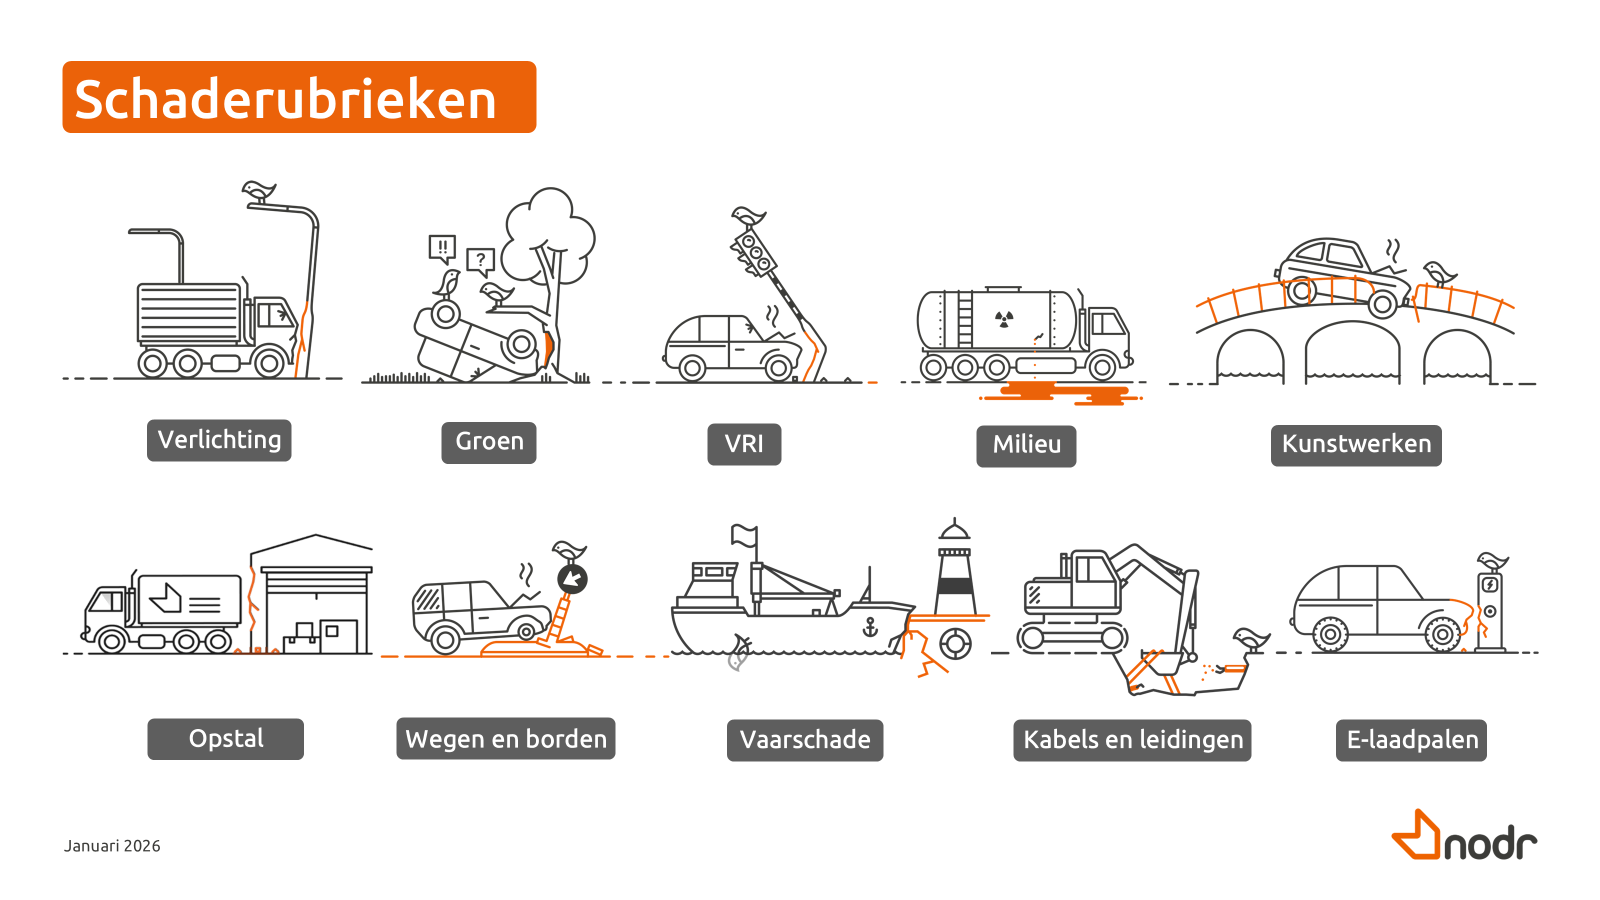 Schaderubrieken
!!
?
Verlichting
Groen
VRI
Milieu
Kunstwerken
Opstal
Wegen en borden
Vaarschade
Kabels en leidingen
E-laadpalen
Januari 2026
nodr